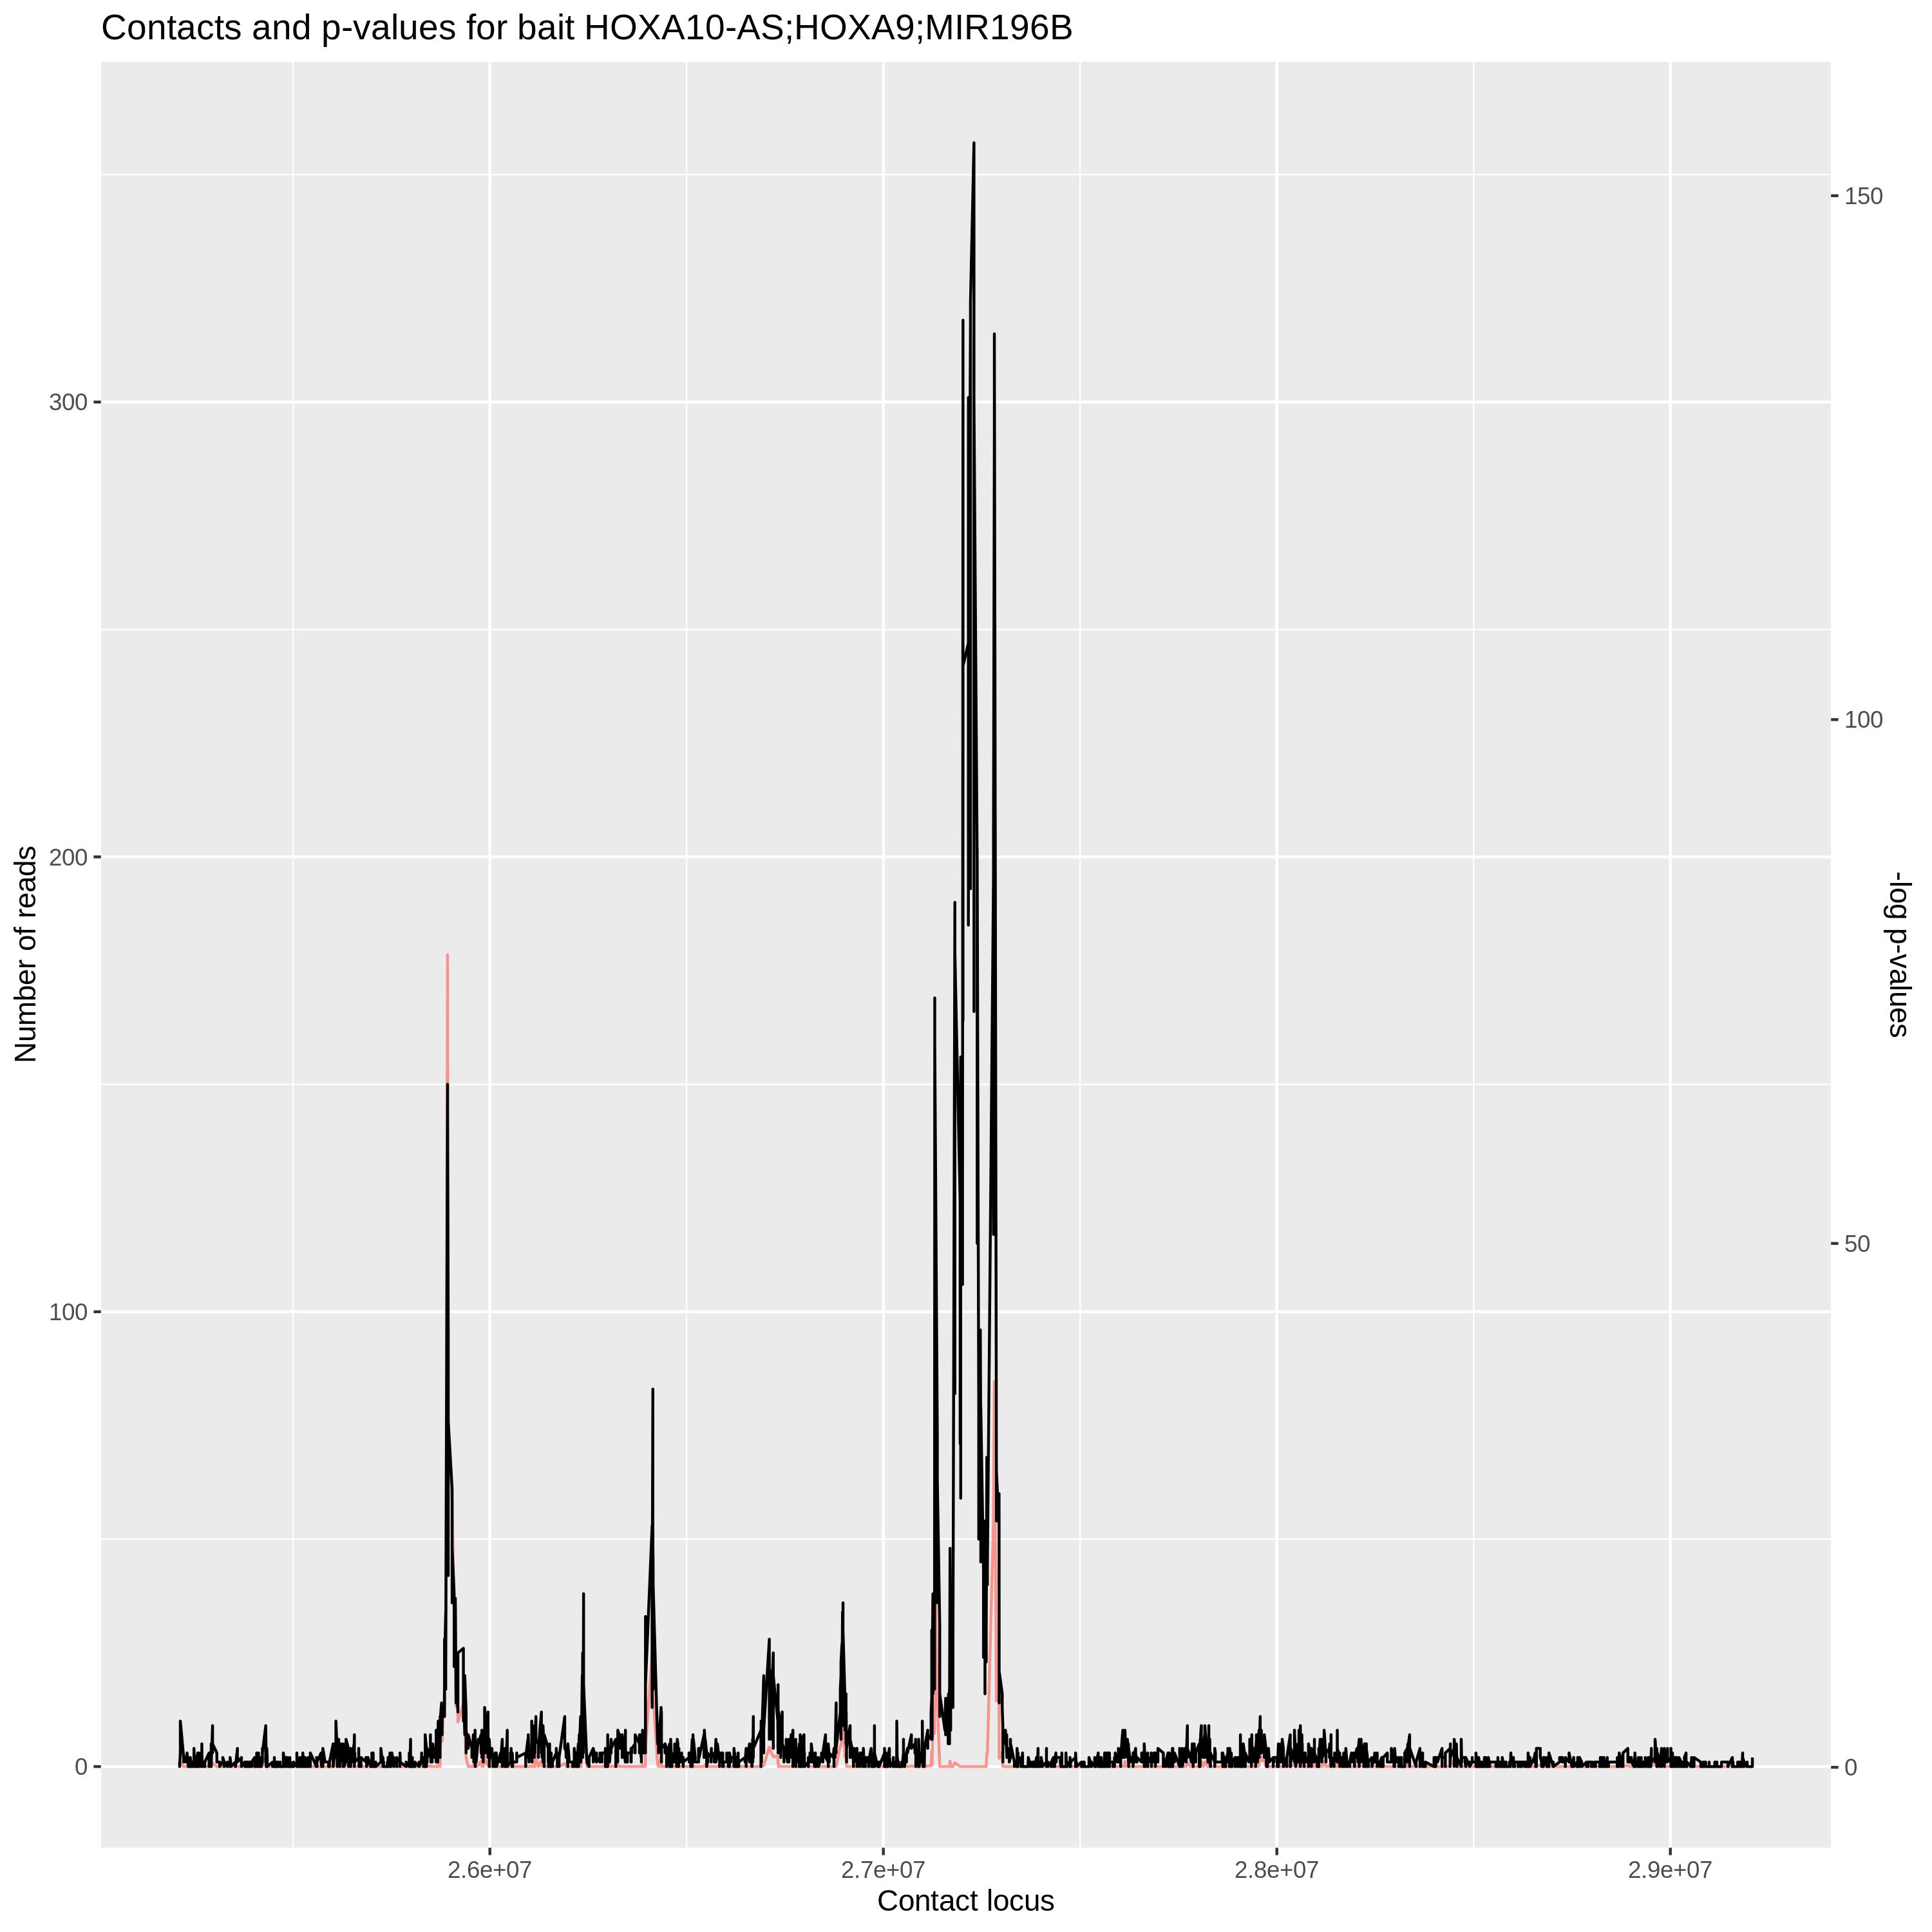 Contacts and p-values for bait HOXA10-AS;HOXA9;MIR196B
300
200
100
0
Number of reads
150
100
50
0
-log p-values
2.6e+07
2.7e+07
2.8e+07
2.9e+07
Contact locus